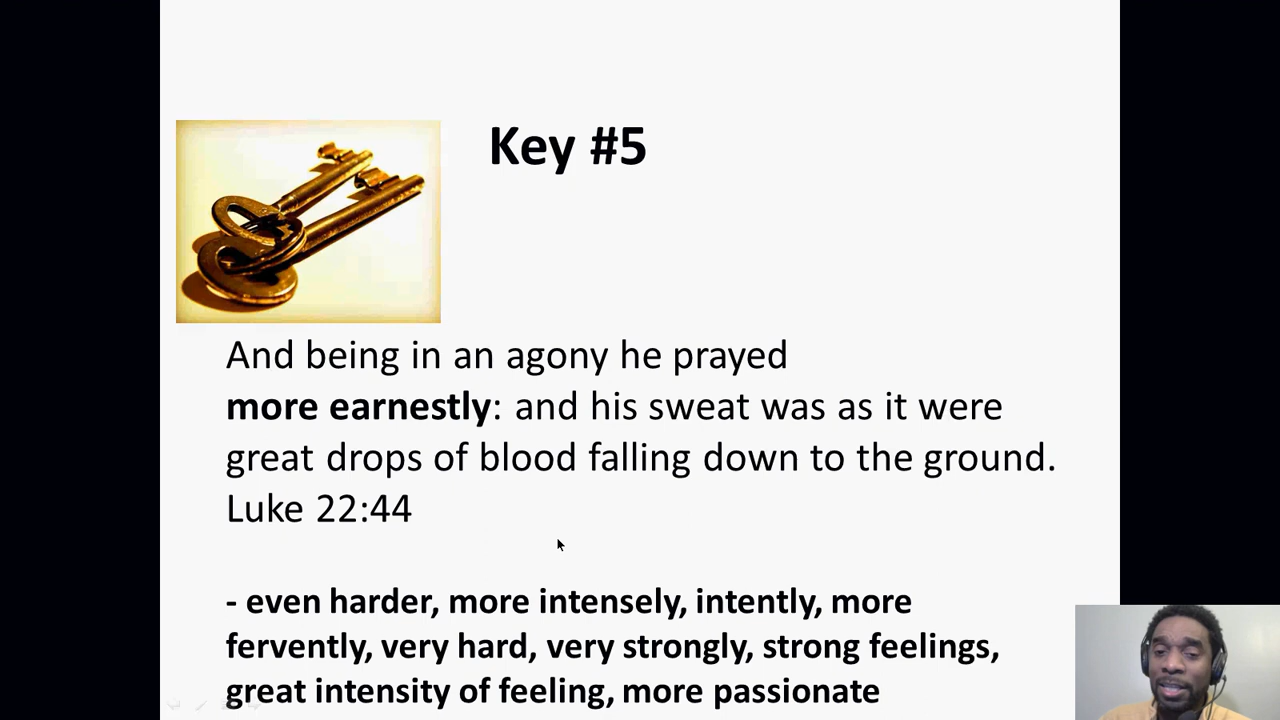 Key #5
And being in an agony he prayed
more earnestly: and his sweat was as it were
great drops of blood falling down to the ground.
Luke 22:44
- even harder, more intensely, intently, more
fervently, very hard, very strongly, strong feelings,
great intensity of feeling, more passionate